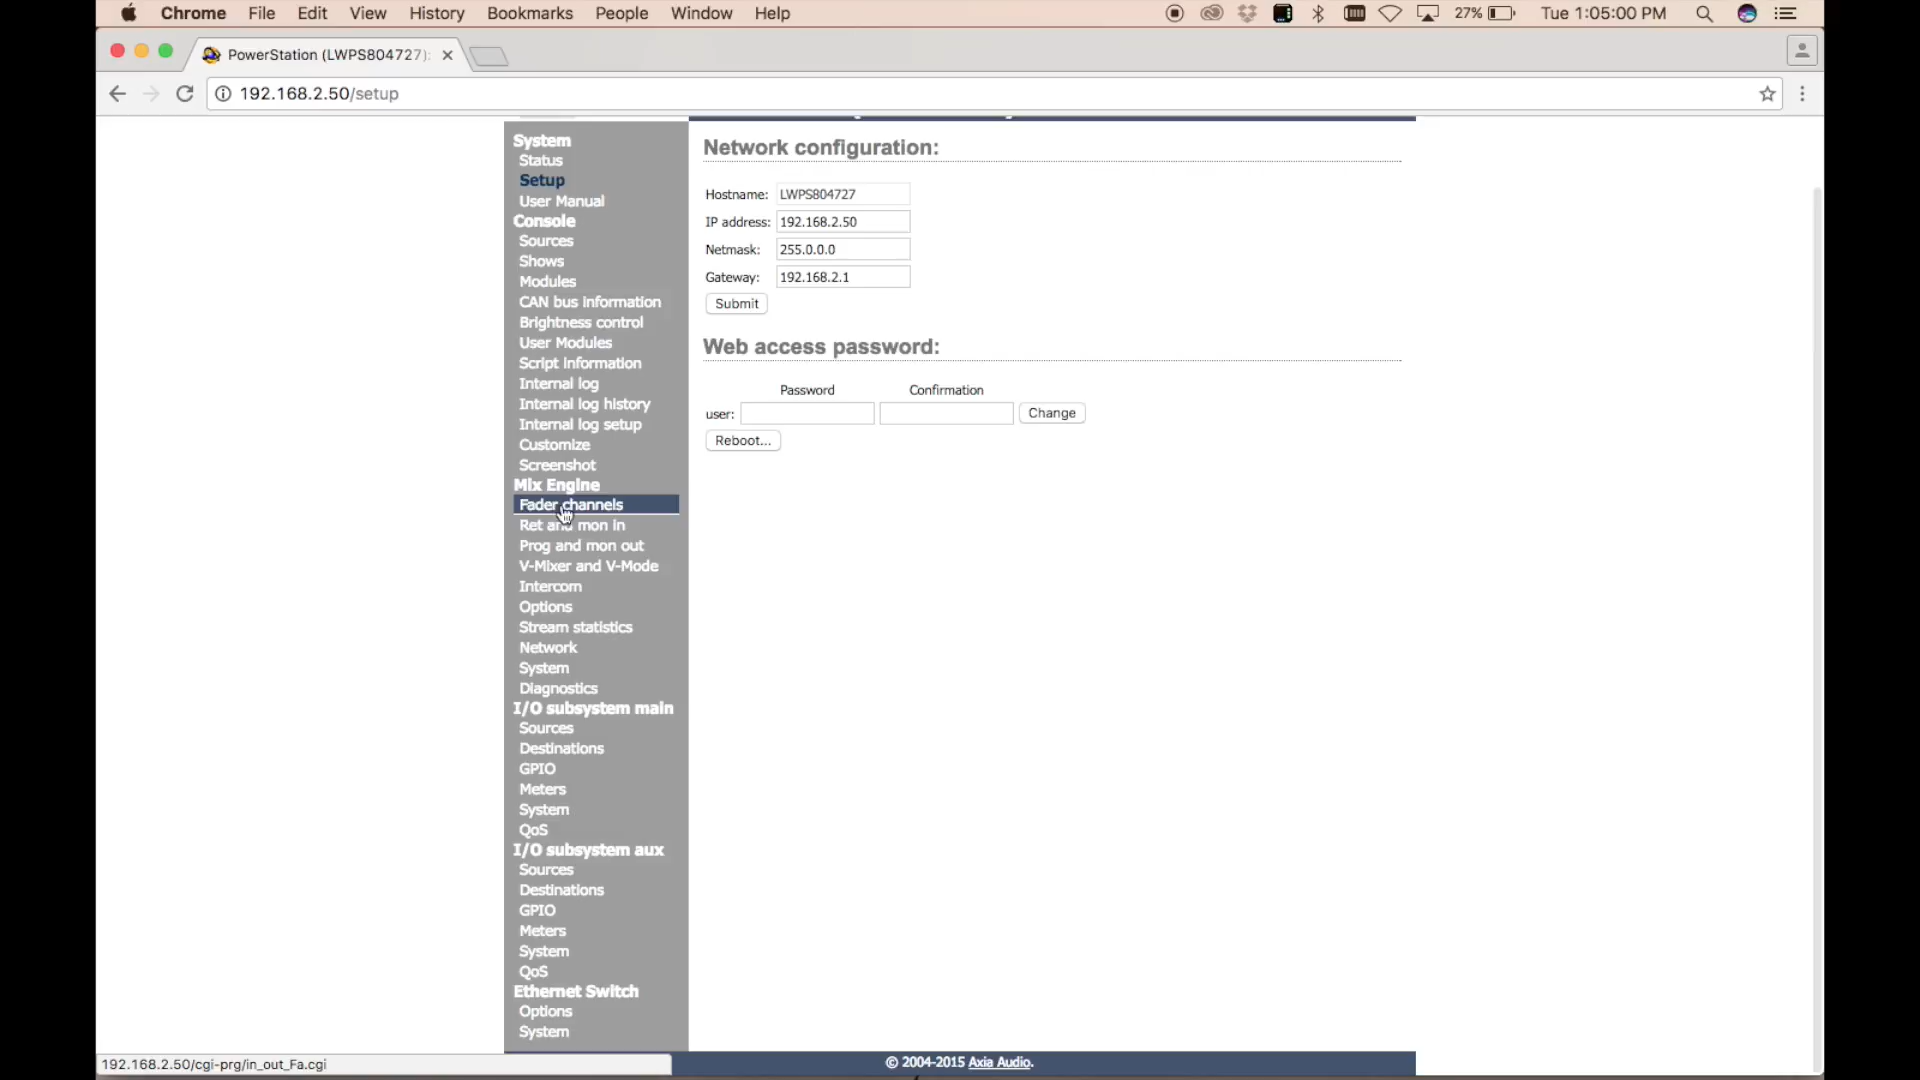 Chrome File Edit View History Bookmarks People Window Help
27% Tue 1:05:00 PM
PowerStation (LWPS804727):
192.168.2.50/setup
System
Status
Setup
User Manual
Console
Sources
Shows
Modules
CAN bus information
Brightness control
User Modules
Script information
Internal log
Internal log history
Internal log setup
Customize
Screenshot
Mix Engine
Fader channels
Ret and mon in
Prog and mon out
V-Mixer and V-Mode
Intercom
Options
Stream statistics
Network
System
Diagnostics
I/O subsystem main
Sources
Destinations
GPIO
Meters
System
QoS
I/O subsystem aux
Sources
Destinations
GPIO
Meters
System
QoS
Ethernet Switch
Options
System
Network configuration:
Hostname: LWPS804727
IP address: 192.168.2.50
Netmask: 255.0.0.0
Gateway: 192.168.2.1
Submit
Web access password:
Password Confirmation
user: Change
Reboot...
192.168.2.50/cgi-prg/in_out_Fa.cgi
© 2004-2015 Axia Audio.